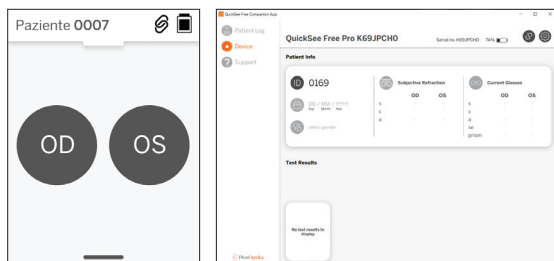 Paziente 0007
OD OS
QuickSee Free Companion App
Patient Log
Device
Support
PlenOptika
QuickSee Free Pro K69JPCHO
Serial no. K69JPCHO 74%
Patient Info
ID 0169
DD / MM / YYYY
Day Month Year
select gender
Subjective Refraction
OD OS
s
c
a
Current Glasses
OD OS
s
c
a
se
prism
Test Results
No test results to
display